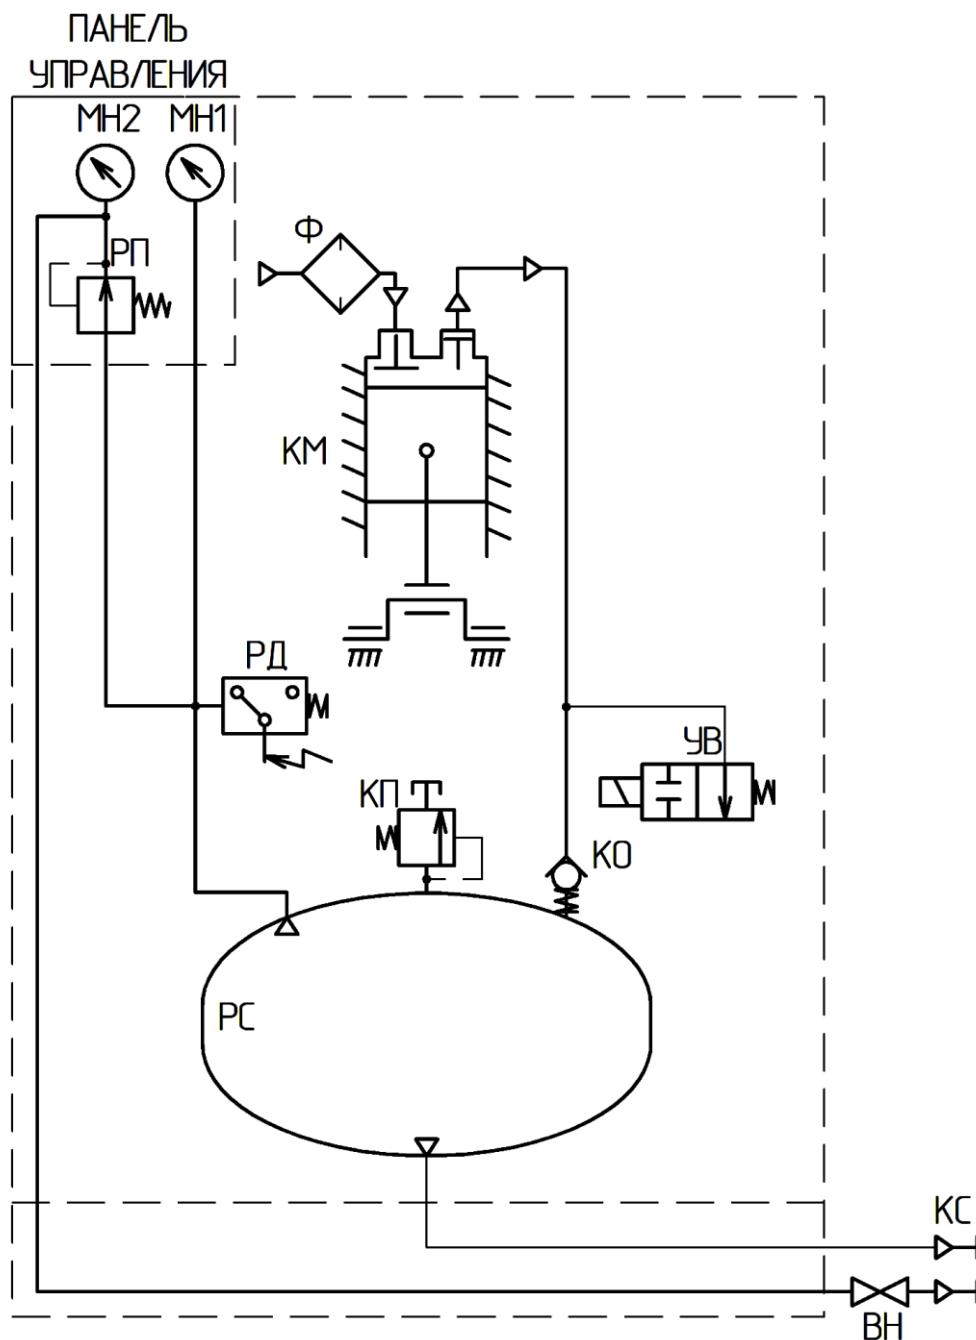 ПАНЕЛЬ
УПРАВЛЕНИЯ
МН2 МН1
Ф
РП
КМ
РД
УВ
КП
КО
РС
КС
ВН